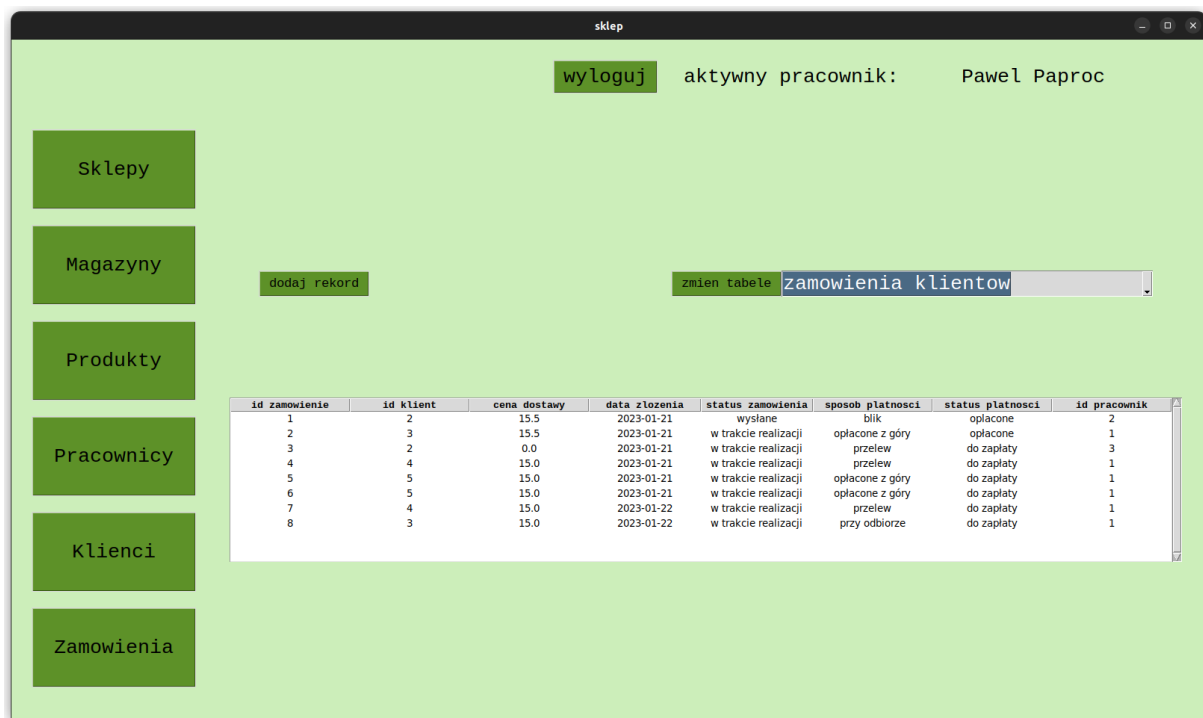 sklep
wyloguj aktywny pracownik: Pawel Paproc
Sklepy
Magazyny
Produkty
Pracownicy
Klienci
Zamowienia
dodaj rekord
zmien tabele zamowienia klientow
id zamowienie id klient cena dostawy data zlozenia status zamowienia sposob platnosci status platnosci id pracownik
1 2 15.5 2023-01-21 wysłane blik oplacone 2
2 3 15.5 2023-01-21 w trakcie realizacji opłacone z góry opłacone 1
3 2 0.0 2023-01-21 w trakcie realizacji przelew do zapłaty 3
4 4 15.0 2023-01-21 w trakcie realizacji przelew do zapłaty 1
5 5 15.0 2023-01-21 w trakcie realizacji opłacone z góry do zapłaty 1
6 5 15.0 2023-01-21 w trakcie realizacji opłacone z góry do zapłaty 1
7 4 15.0 2023-01-22 w trakcie realizacji przelew do zapłaty 1
8 3 15.0 2023-01-22 w trakcie realizacji przy odbiorze do zapłaty 1